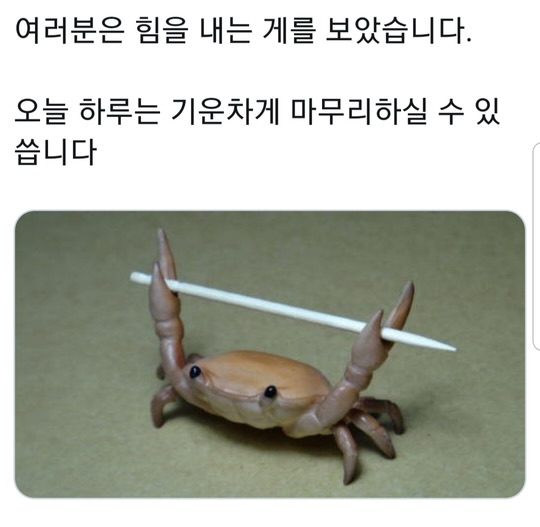 여러분은 힘을 내는 게를 보았습니다.
오늘 하루는 기운차게 마무리하실 수 있
씁니다